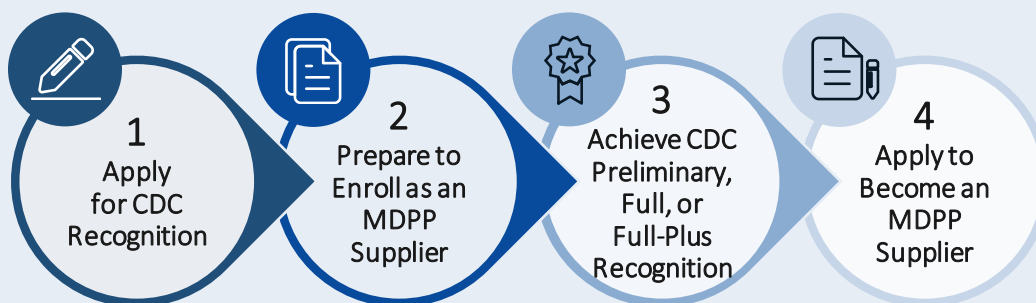 1
Apply
for CDC
Recognition
2
Prepare to
Enroll as an
MDPP
Supplier
3
Achieve CDC
Preliminary,
Full, or
Full-Plus
Recognition
4
Apply to
Become an
MDPP
Supplier